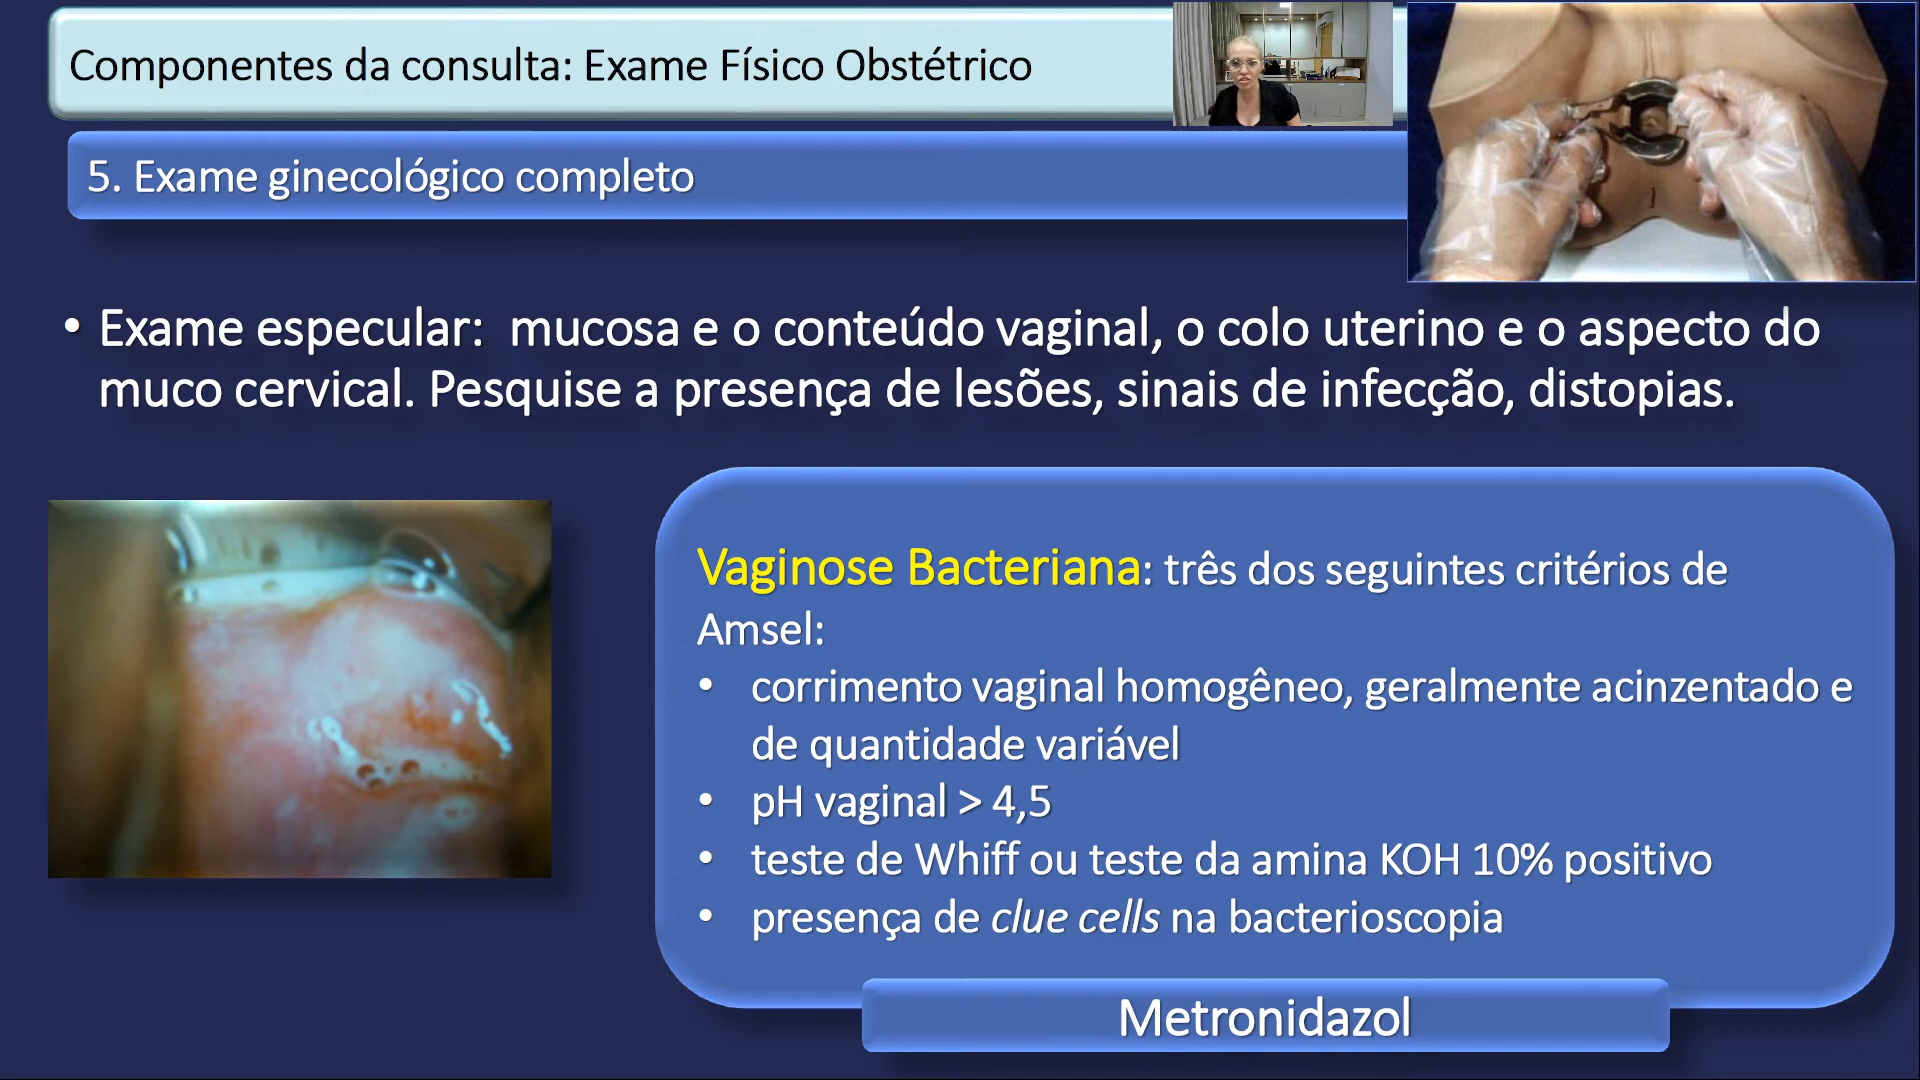 Componentes da consulta: Exame Físico Obstétrico
5. Exame ginecológico completo
• Exame especular:  mucosa e o conteúdo vaginal, o colo uterino e o aspecto do
muco cervical. Pesquise a presença de lesões, sinais de infecção, distopias.
Vaginose Bacteriana: três dos seguintes critérios de
Amsel:
• corrimento vaginal homogêneo, geralmente acinzentado e
de quantidade variável
• pH vaginal > 4,5
• teste de Whiff ou teste da amina KOH 10% positivo
• presença de clue cells na bacterioscopia
Metronidazol